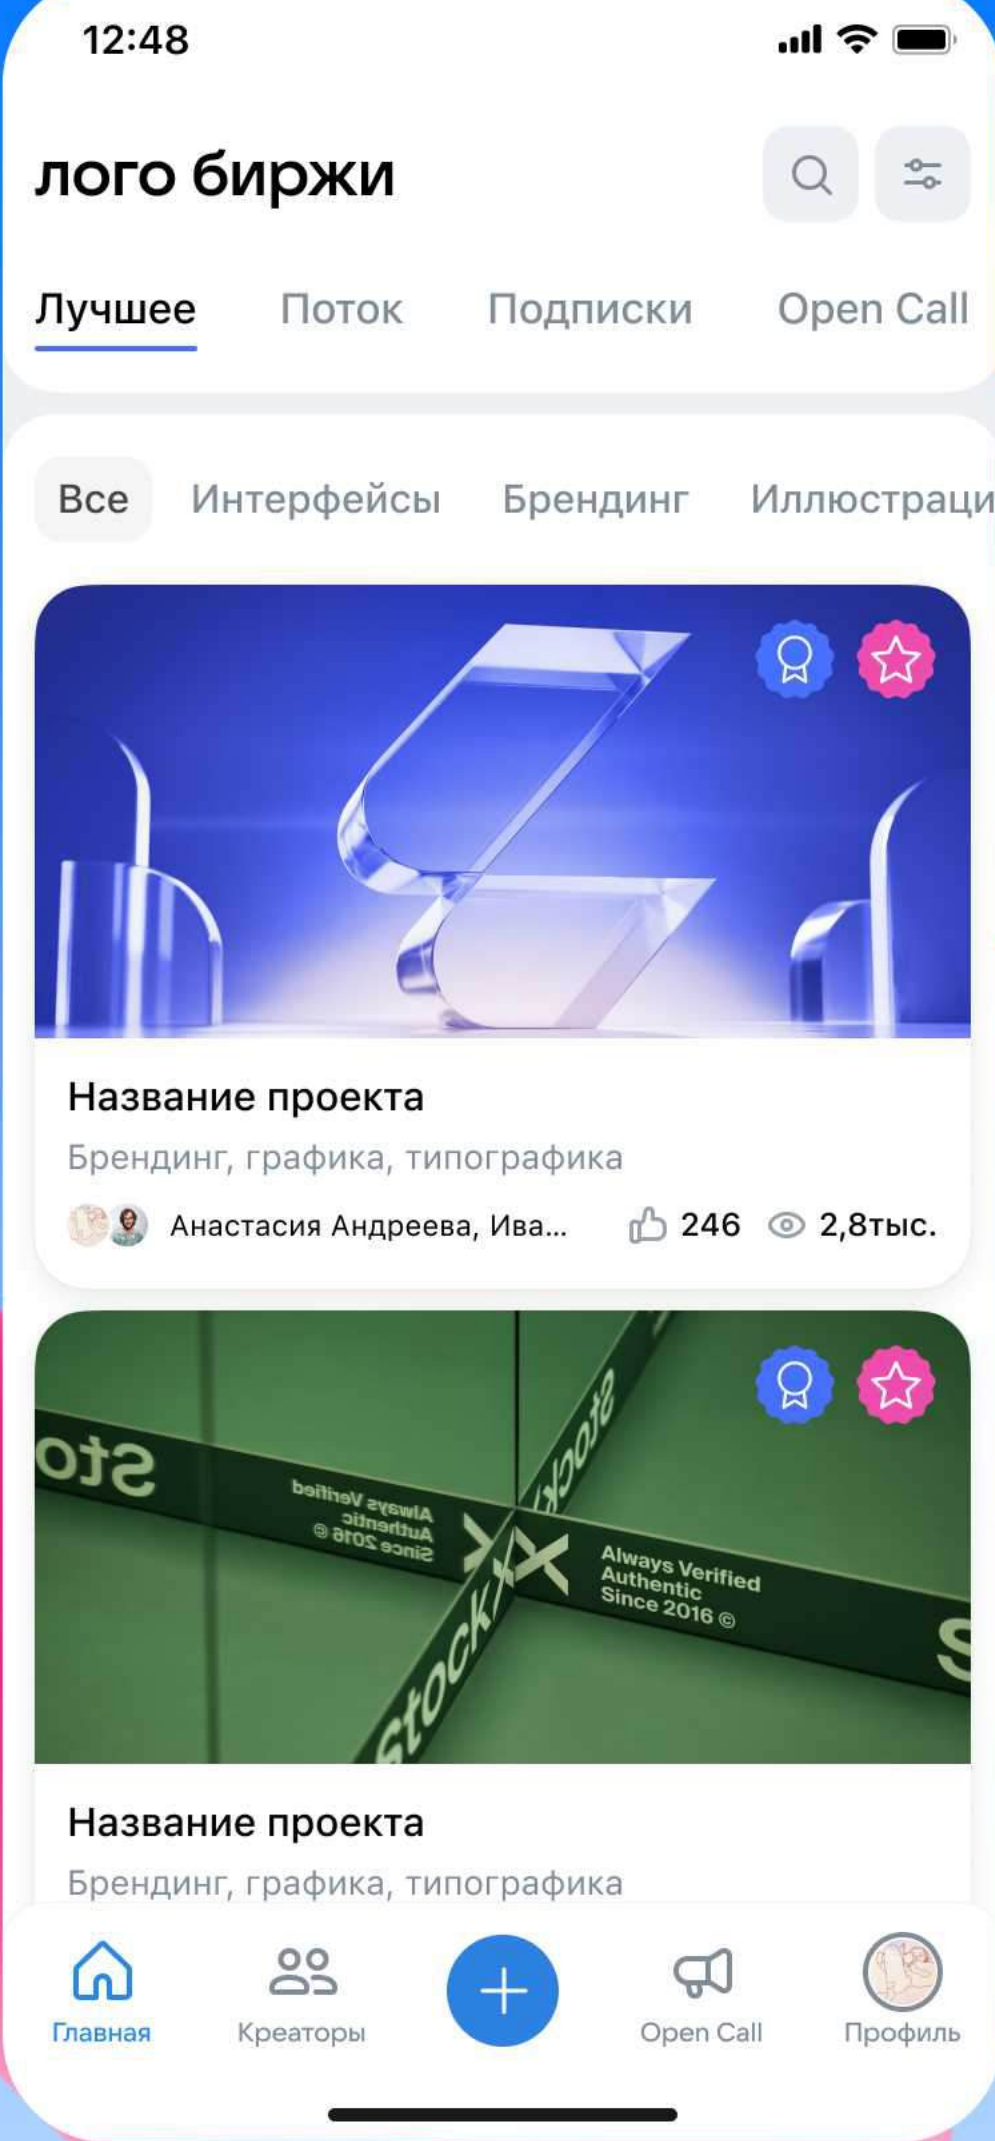 12:48
лого биржи
Лучшее Поток Подписки Open Call
Все Интерфейсы Брендинг Иллюстраци
Название проекта
Брендинг, графика, типографика
Анастасия Андреева, Ива... 246 2,8тыс.
Sto
Always Verified
Authentic
Since 2016 ©
Stock
X
Always Verified
Authentic
Since 2016 ©
S
Stock
Название проекта
Брендинг, графика, типографика
Главная Креаторы Open Call Профиль